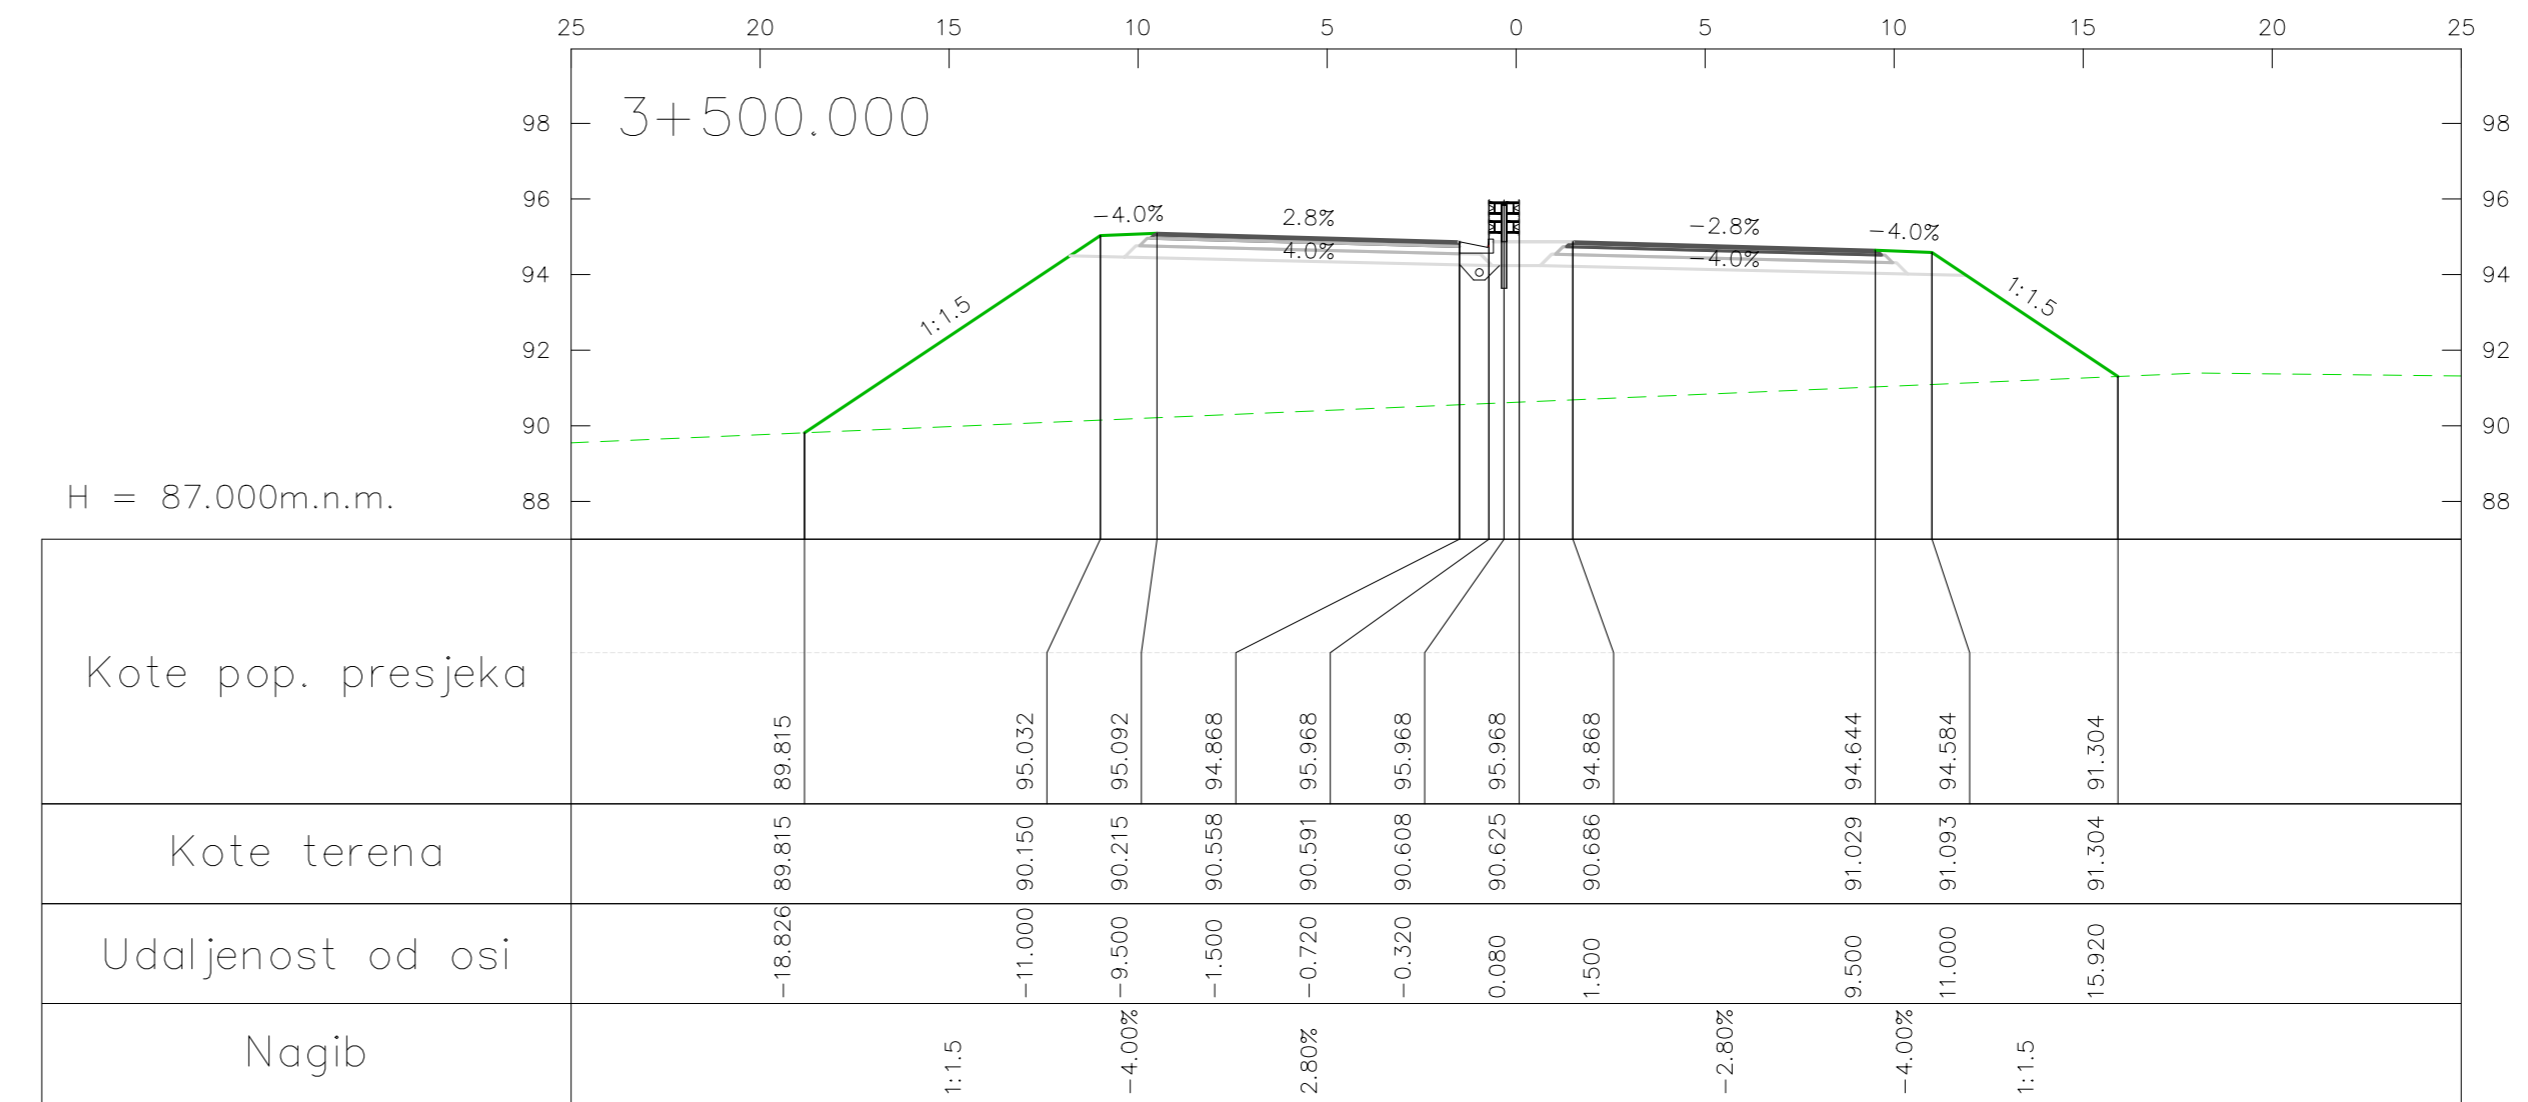 25 20 15 10 5 0 5 10 15 20 25
3+500.000
98 98
96 96
-4.0% 2.8% -2.8% -4.0%
4.0% -4.0%
94 94
1:1.5 1:1.5
92 92
90 90
H = 87.000m.n.m. 88 88
Kote pop. presjeka 89.815 95.032 95.092 94.868 95.968 95.968 95.968 94.868 94.644 94.584 91.304
Kote terena 89.815 90.150 90.215 90.558 90.591 90.608 90.625 90.686 91.029 91.093 91.304
Udaljenost od osi -18.826 -11.000 -9.500 -1.500 -0.720 -0.320 0.080 1.500 9.500 11.000 15.920
Nagib 1:1.5 -4.00% 2.80% -2.80% -4.00% 1:1.5